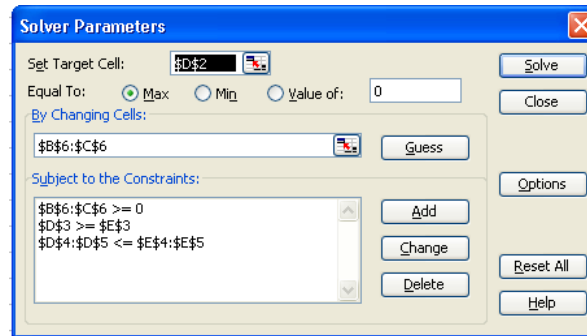 Solver Parameters
Set Target Cell: $D$2
Solve
Equal To: Max Min Value of: 0
Close
By Changing Cells:
$B$6:$C$6
Guess
Subject to the Constraints:
Options
$B$6:$C$6 >= 0
$D$3 >= $E$3
$D$4:$D$5 <= $E$4:$E$5
Add
Change
Delete
Reset All
Help